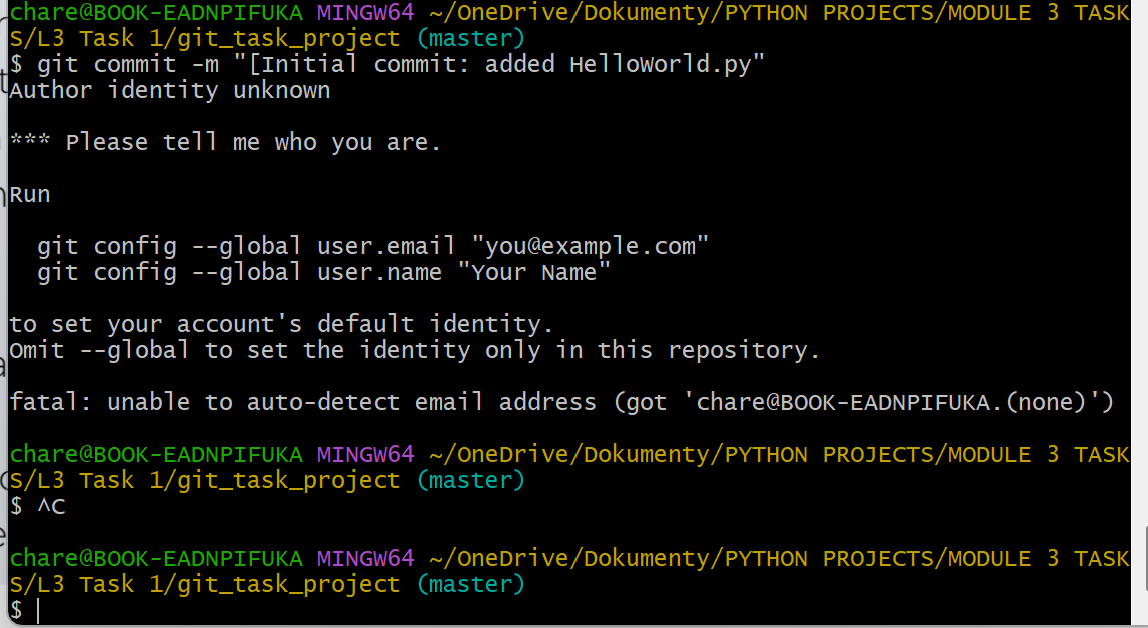 chare@BOOK-EADNPIFUKA MINGW64 ~/OneDrive/Dokumenty/PYTHON PROJECTS/MODULE 3 TASK
S/L3 Task 1/git_task_project (master)
$ git commit -m "[Initial commit: added HelloWorld.py"
Author identity unknown
*** Please tell me who you are.
Run
git config --global user.email "you@example.com"
git config --global user.name "Your Name"
to set your account's default identity.
Omit --global to set the identity only in this repository.
fatal: unable to auto-detect email address (got 'chare@BOOK-EADNPIFUKA.(none)')
chare@BOOK-EADNPIFUKA MINGW64 ~/OneDrive/Dokumenty/PYTHON PROJECTS/MODULE 3 TASK
S/L3 Task 1/git_task_project (master)
$ ^C
chare@BOOK-EADNPIFUKA MINGW64 ~/OneDrive/Dokumenty/PYTHON PROJECTS/MODULE 3 TASK
S/L3 Task 1/git_task_project (master)
$